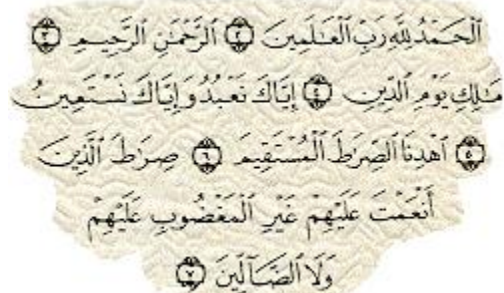 ٱلْحَمْدُ لِلَّهِ رَبِّ ٱلْعَٰلَمِينَ ٢ ٱلرَّحْمَٰنِ ٱلرَّحِيمِ ٣
مَٰلِكِ يَوْمِ ٱلدِّينِ ٤ إِيَّاكَ نَعْبُدُ وَإِيَّاكَ نَسْتَعِينُ
٥ ٱهْدِنَا ٱلصِّرَٰطَ ٱلْمُسْتَقِيمَ ٦ صِرَٰطَ ٱلَّذِينَ
أَنْعَمْتَ عَلَيْهِمْ غَيْرِ ٱلْمَغْضُوبِ عَلَيْهِمْ
وَلَا ٱلضَّآلِّينَ ٧